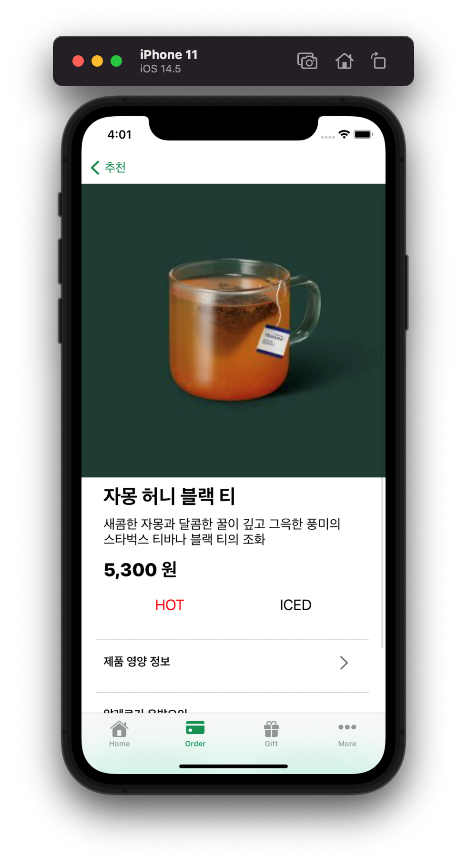 iPhone 11
iOS 14.5
4:01
추천
자몽 허니 블랙 티
새콤한 자몽과 달콤한 꿀이 깊고 그윽한 풍미의
스타벅스 티바나 블랙 티의 조화
5,300 원
HOT ICED
제품 영양 정보
Home Order Gift More